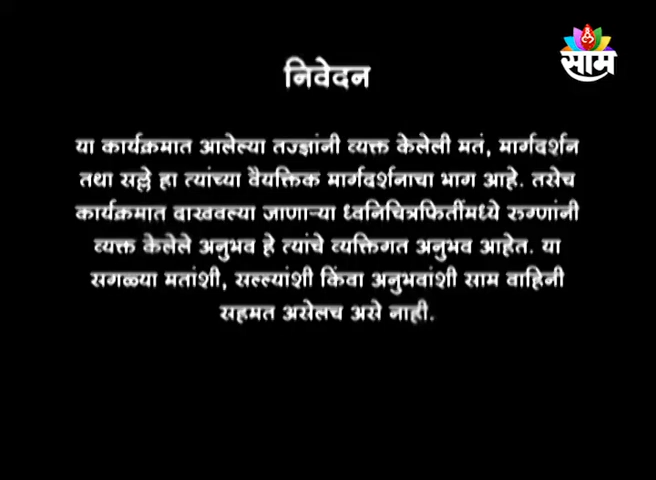 साम
निवेदन
या कार्यक्रमात आलेल्या तज्ज्ञांनी व्यक्त केलेली मतं, मार्गदर्शन
तथा सल्ले हा त्यांच्या वैयक्तिक मार्गदर्शनाचा भाग आहे. तसेच
कार्यक्रमात दाखवल्या जाणाऱ्या ध्वनिचित्रफितींमध्ये रुग्णांनी
व्यक्त केलेले अनुभव हे त्यांचे व्यक्तिगत अनुभव आहेत. या
सगळ्या मतांशी, सल्ल्यांशी किंवा अनुभवांशी साम वाहिनी
सहमत असेलच असे नाही.